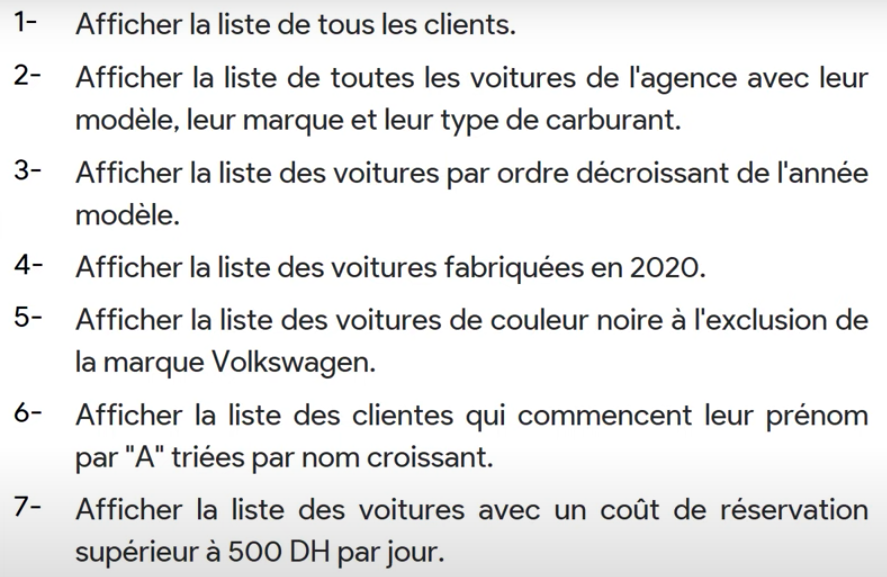 1- Afficher la liste de tous les clients.
2- Afficher la liste de toutes les voitures de l'agence avec leur
modèle, leur marque et leur type de carburant.
3- Afficher la liste des voitures par ordre décroissant de l'année
modèle.
4- Afficher la liste des voitures fabriquées en 2020.
5- Afficher la liste des voitures de couleur noire à l'exclusion de
la marque Volkswagen.
6- Afficher la liste des clientes qui commencent leur prénom
par "A" triées par nom croissant.
7- Afficher la liste des voitures avec un coût de réservation
supérieur à 500 DH par jour.